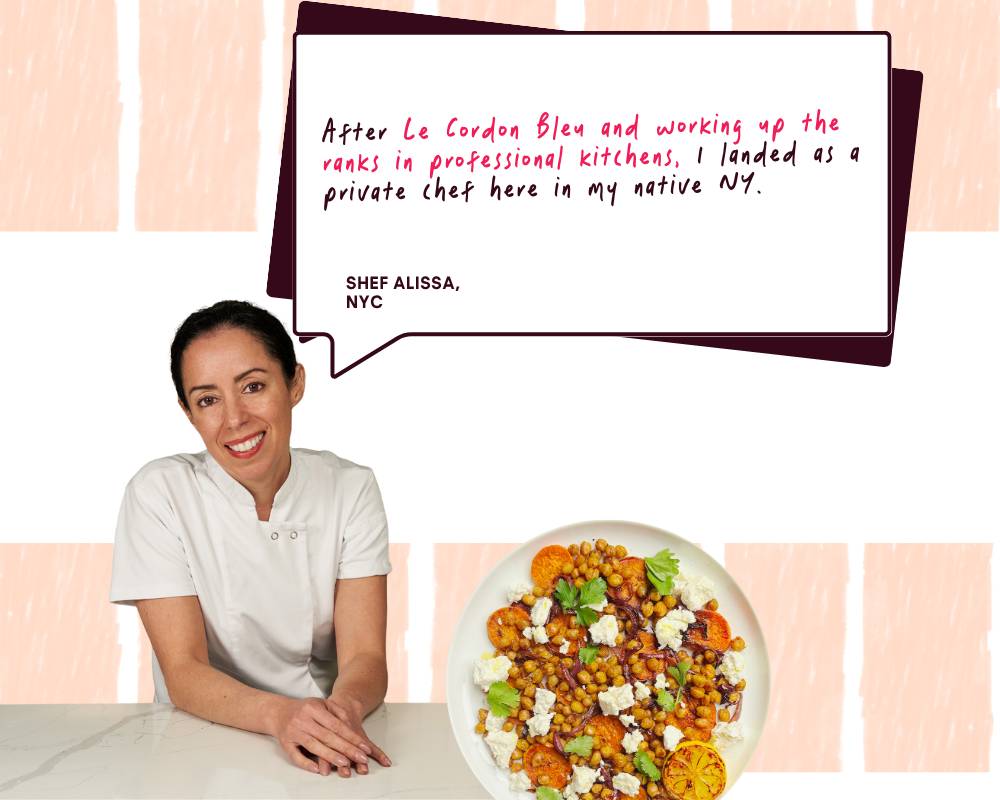 After Le Cordon Bleu and working up the
ranks in professional kitchens, I landed as a
private chef here in my native NY.
SHEF ALISSA,
NYC